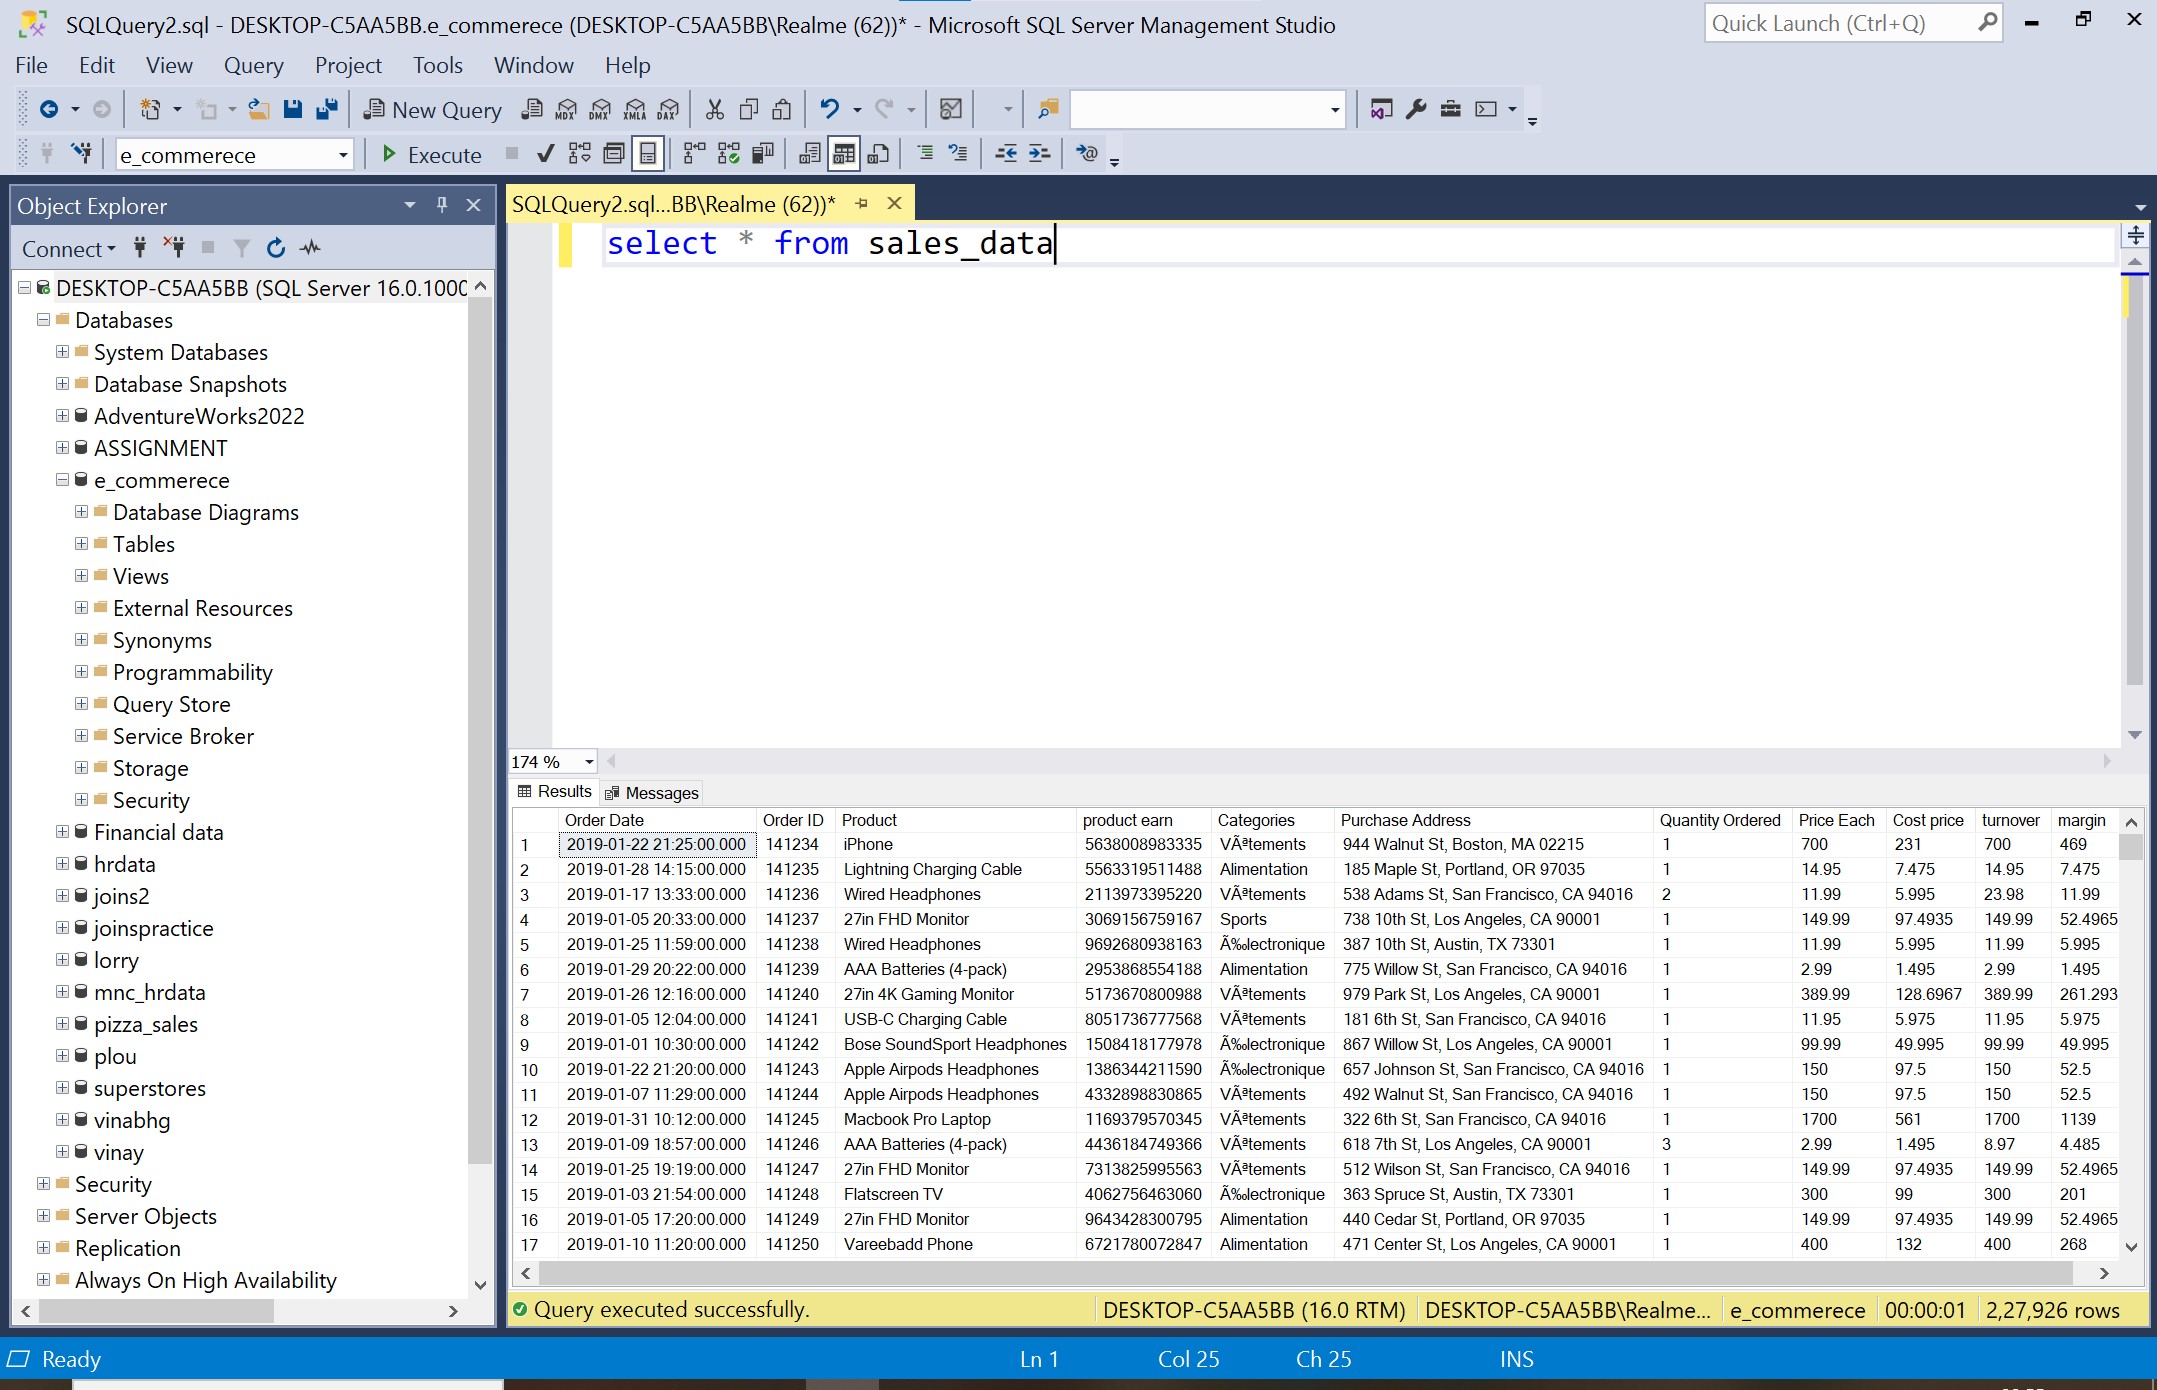 SQLQuery2.sql - DESKTOP-C5AA5BB.e_commerece (DESKTOP-C5AA5BB\Realme (62))* - Microsoft SQL Server Management Studio
Quick Launch (Ctrl+Q)
File Edit View Query Project Tools Window Help
New Query MDX DMX XMLA DAX
e_commerece Execute
Object Explorer
Connect
DESKTOP-C5AA5BB (SQL Server 16.0.1000
Databases
System Databases
Database Snapshots
AdventureWorks2022
ASSIGNMENT
e_commerece
Database Diagrams
Tables
Views
External Resources
Synonyms
Programmability
Query Store
Service Broker
Storage
Security
Financial data
hrdata
joins2
joinspractice
lorry
mnc_hrdata
pizza_sales
plou
superstores
vinabhg
vinay
Security
Server Objects
Replication
Always On High Availability
SQLQuery2.sql...BB\Realme (62))*
select * from sales_data
174 %
Results Messages
Order Date Order ID Product product earn Categories Purchase Address Quantity Ordered Price Each Cost price turnover margin
1 2019-01-22 21:25:00.000 141234 iPhone 5638008983335 VÃªtements 944 Walnut St, Boston, MA 02215 1 700 231 700 469
2 2019-01-28 14:15:00.000 141235 Lightning Charging Cable 5563319511488 Alimentation 185 Maple St, Portland, OR 97035 1 14.95 7.475 14.95 7.475
3 2019-01-17 13:33:00.000 141236 Wired Headphones 2113973395220 VÃªtements 538 Adams St, San Francisco, CA 94016 2 11.99 5.995 23.98 11.99
4 2019-01-05 20:33:00.000 141237 27in FHD Monitor 3069156759167 Sports 738 10th St, Los Angeles, CA 90001 1 149.99 97.4935 149.99 52.4965
5 2019-01-25 11:59:00.000 141238 Wired Headphones 9692680938163 Ã‰lectronique 387 10th St, Austin, TX 73301 1 11.99 5.995 11.99 5.995
6 2019-01-29 20:22:00.000 141239 AAA Batteries (4-pack) 2953868554188 Alimentation 775 Willow St, San Francisco, CA 94016 1 2.99 1.495 2.99 1.495
7 2019-01-26 12:16:00.000 141240 27in 4K Gaming Monitor 5173670800988 VÃªtements 979 Park St, Los Angeles, CA 90001 1 389.99 128.6967 389.99 261.293
8 2019-01-05 12:04:00.000 141241 USB-C Charging Cable 8051736777568 VÃªtements 181 6th St, San Francisco, CA 94016 1 11.95 5.975 11.95 5.975
9 2019-01-01 10:30:00.000 141242 Bose SoundSport Headphones 1508418177978 Ã‰lectronique 867 Willow St, Los Angeles, CA 90001 1 99.99 49.995 99.99 49.995
10 2019-01-22 21:20:00.000 141243 Apple Airpods Headphones 1386344211590 Ã‰lectronique 657 Johnson St, San Francisco, CA 94016 1 150 97.5 150 52.5
11 2019-01-07 11:29:00.000 141244 Apple Airpods Headphones 4332898830865 VÃªtements 492 Walnut St, San Francisco, CA 94016 1 150 97.5 150 52.5
12 2019-01-31 10:12:00.000 141245 Macbook Pro Laptop 1169379570345 VÃªtements 322 6th St, San Francisco, CA 94016 1 1700 561 1700 1139
13 2019-01-09 18:57:00.000 141246 AAA Batteries (4-pack) 4436184749366 VÃªtements 618 7th St, Los Angeles, CA 90001 3 2.99 1.495 8.97 4.485
14 2019-01-25 19:19:00.000 141247 27in FHD Monitor 7313825995563 VÃªtements 512 Wilson St, San Francisco, CA 94016 1 149.99 97.4935 149.99 52.4965
15 2019-01-03 21:54:00.000 141248 Flatscreen TV 4062756463060 Ã‰lectronique 363 Spruce St, Austin, TX 73301 1 300 99 300 201
16 2019-01-05 17:20:00.000 141249 27in FHD Monitor 9643428300795 Alimentation 440 Cedar St, Portland, OR 97035 1 149.99 97.4935 149.99 52.4965
17 2019-01-10 11:20:00.000 141250 Vareebadd Phone 6721780072847 Alimentation 471 Center St, Los Angeles, CA 90001 1 400 132 400 268
Query executed successfully. DESKTOP-C5AA5BB (16.0 RTM) DESKTOP-C5AA5BB\Realme... e_commerece 00:00:01 2,27,926 rows
Ready Ln 1 Col 25 Ch 25 INS